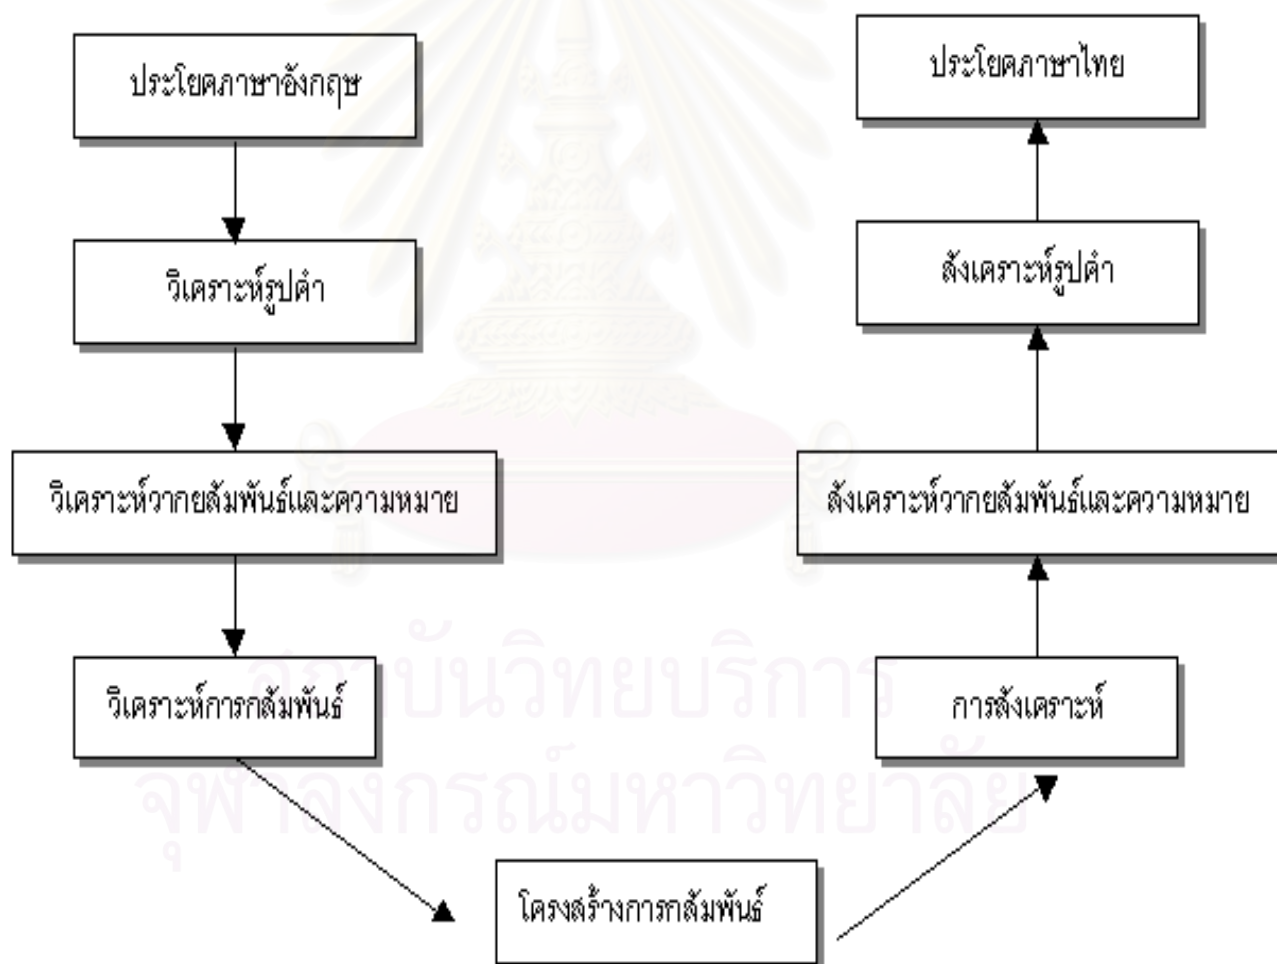 ประโยคภาษาอังกฤษ
วิเคราะห์รูปคำ
วิเคราะห์วากยสัมพันธ์และความหมาย
วิเคราะห์การกสัมพันธ์
โครงสร้างการกสัมพันธ์
การสังเคราะห์
สังเคราะห์วากยสัมพันธ์และความหมาย
สังเคราะห์รูปคำ
ประโยคภาษาไทย
สถาบันวิทยบริการ
จุฬาลงกรณ์มหาวิทยาลัย